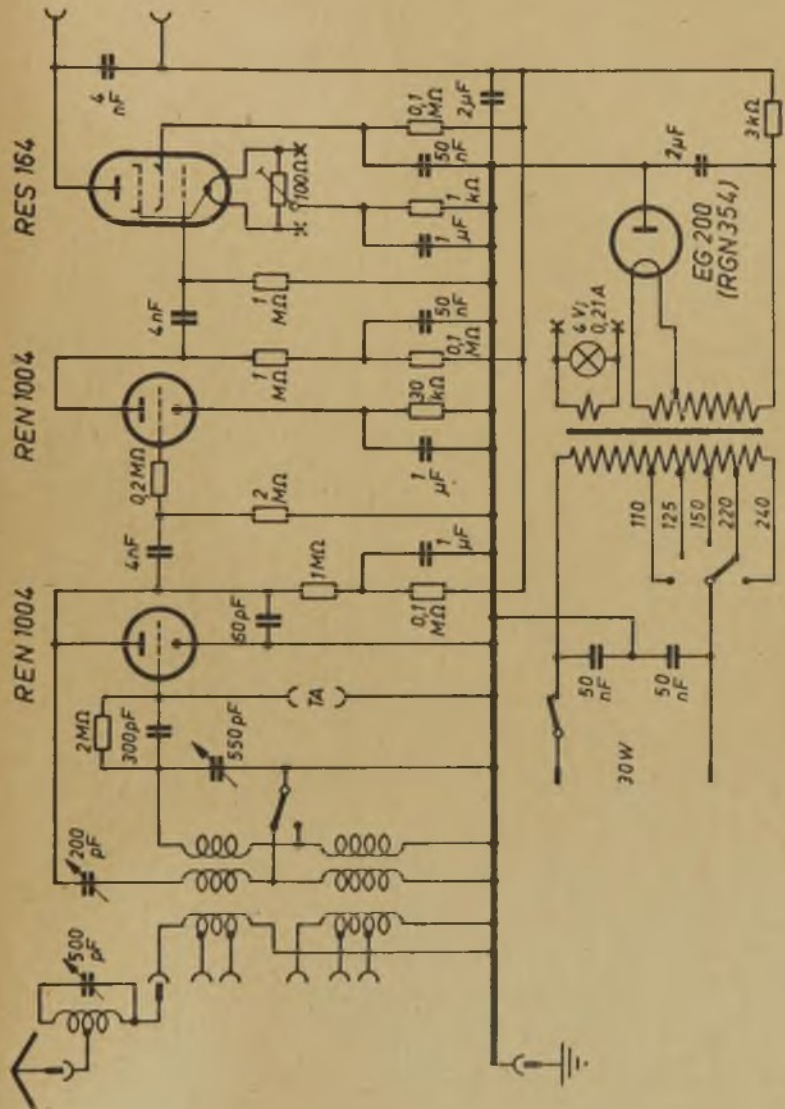 REN 1004
REN 1004
RES 164
500
pF
200
pF
2MΩ
300pF
550pF
TA
60pF
4nF
1MΩ
0,1
MΩ
1
µF
0,2MΩ
2
MΩ
4nF
1
µF
30
kΩ
1
MΩ
0,1
MΩ
50
nF
1
MΩ
100Ω
1
µF
1
kΩ
50
nF
0,1
MΩ
4
nF
2µF
30W
50
nF
50
nF
110
125
150
220
240
4V;
0,21A
EG 200
(RGN354)
2µF
3kΩ